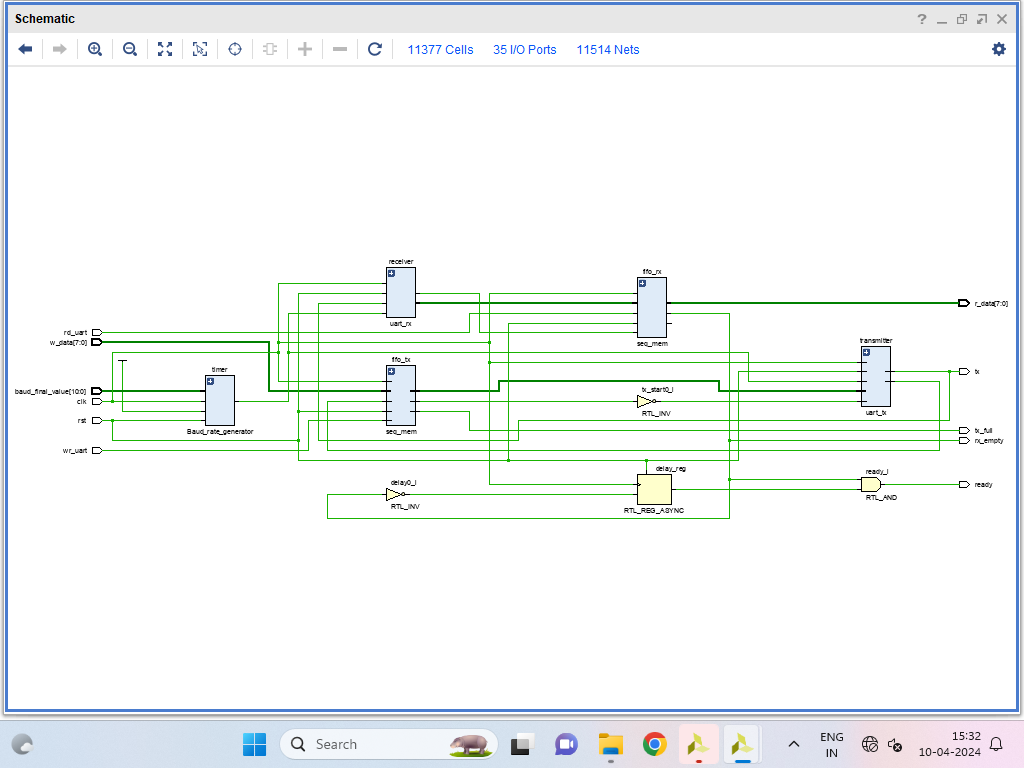 Schematic
11377 Cells 35 I/O Ports 11514 Nets
receiver
uart_rx
fifo_rx
seq_mem
r_data[7:0]
rd_uart
w_data[7:0]
transmitter
uart_tx
fifo_tx
seq_mem
timer
Baud_rate_generator
tx
baud_final_value[10:0]
clk
rst
tx_start0_i
RTL_INV
tx_full
rx_empty
wr_uart
delay_reg
RTL_REG_ASYNC
delay0_i
RTL_INV
ready_i
RTL_AND
ready
Search
ENG
IN
15:32
10-04-2024